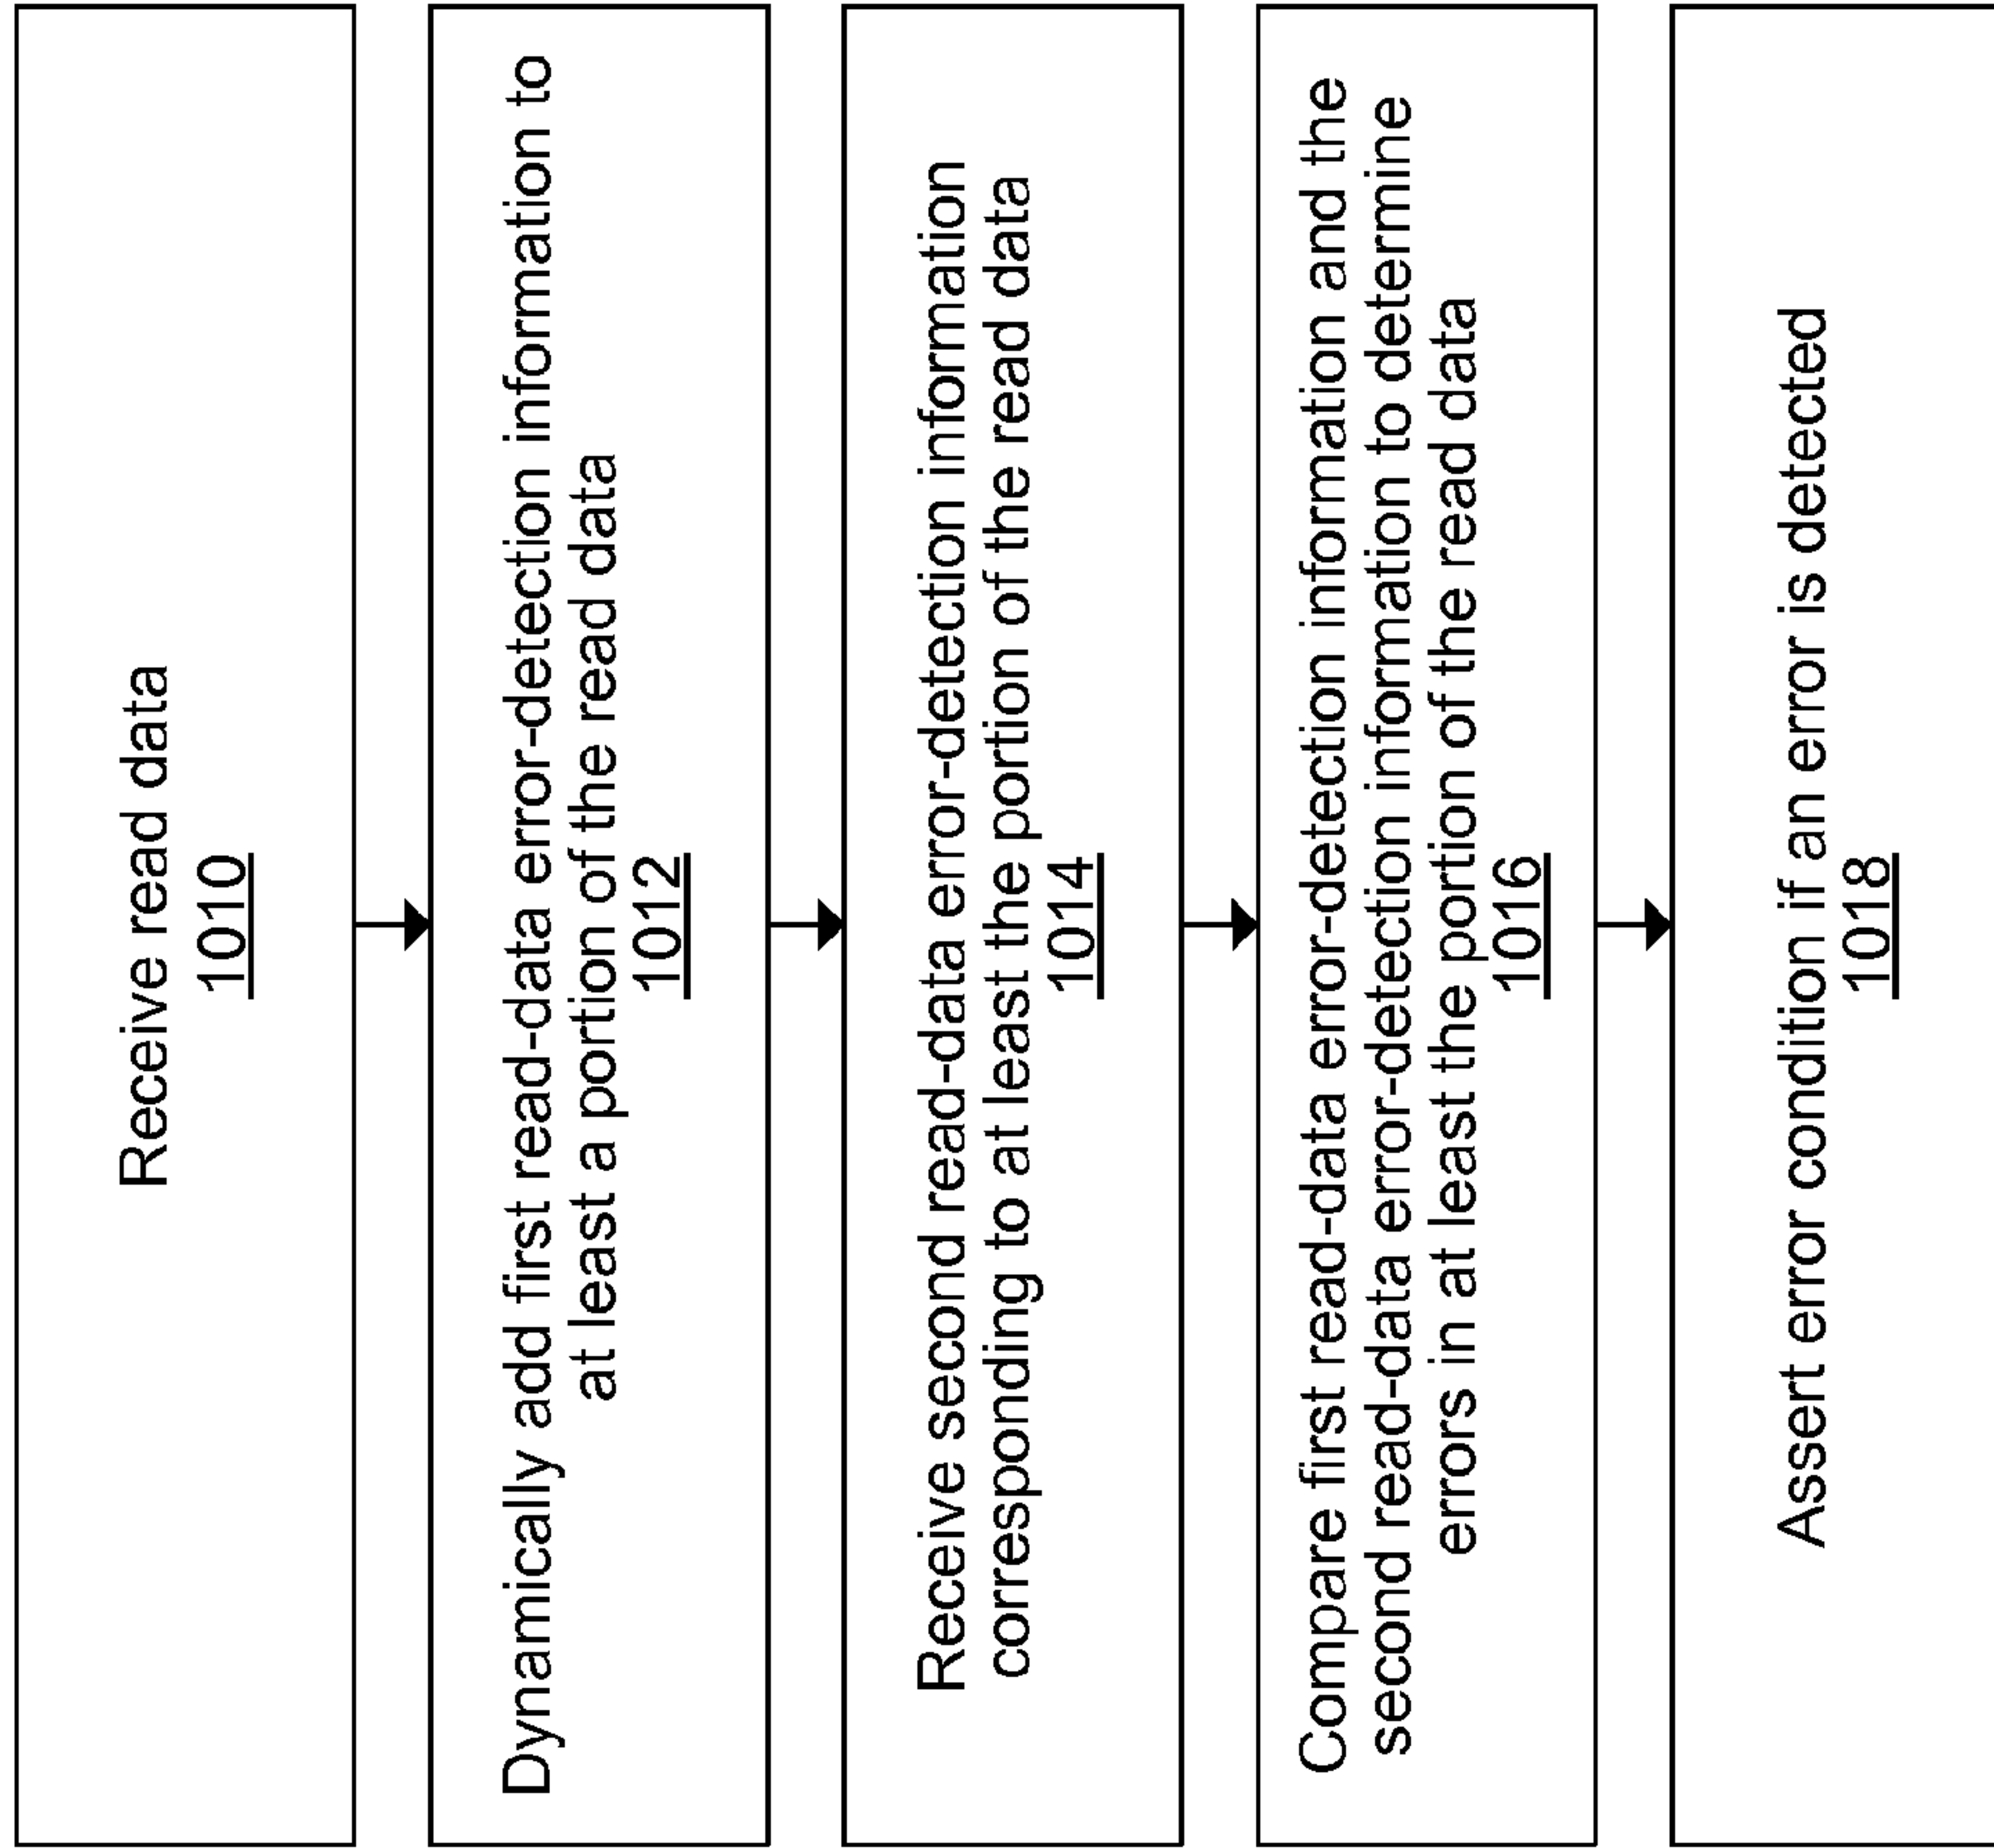 Receive read data
1010
Dynamically add first read-data error-detection information to
at least a portion of the read data
1012
Receive second read-data error-detection information
corresponding to at least the portion of the read data
1014
Compare first read-data error-detection information and the
second read-data error-detection information to determine
errors in at least the portion of the read data
1016
Assert error condition if an error is detected
1018